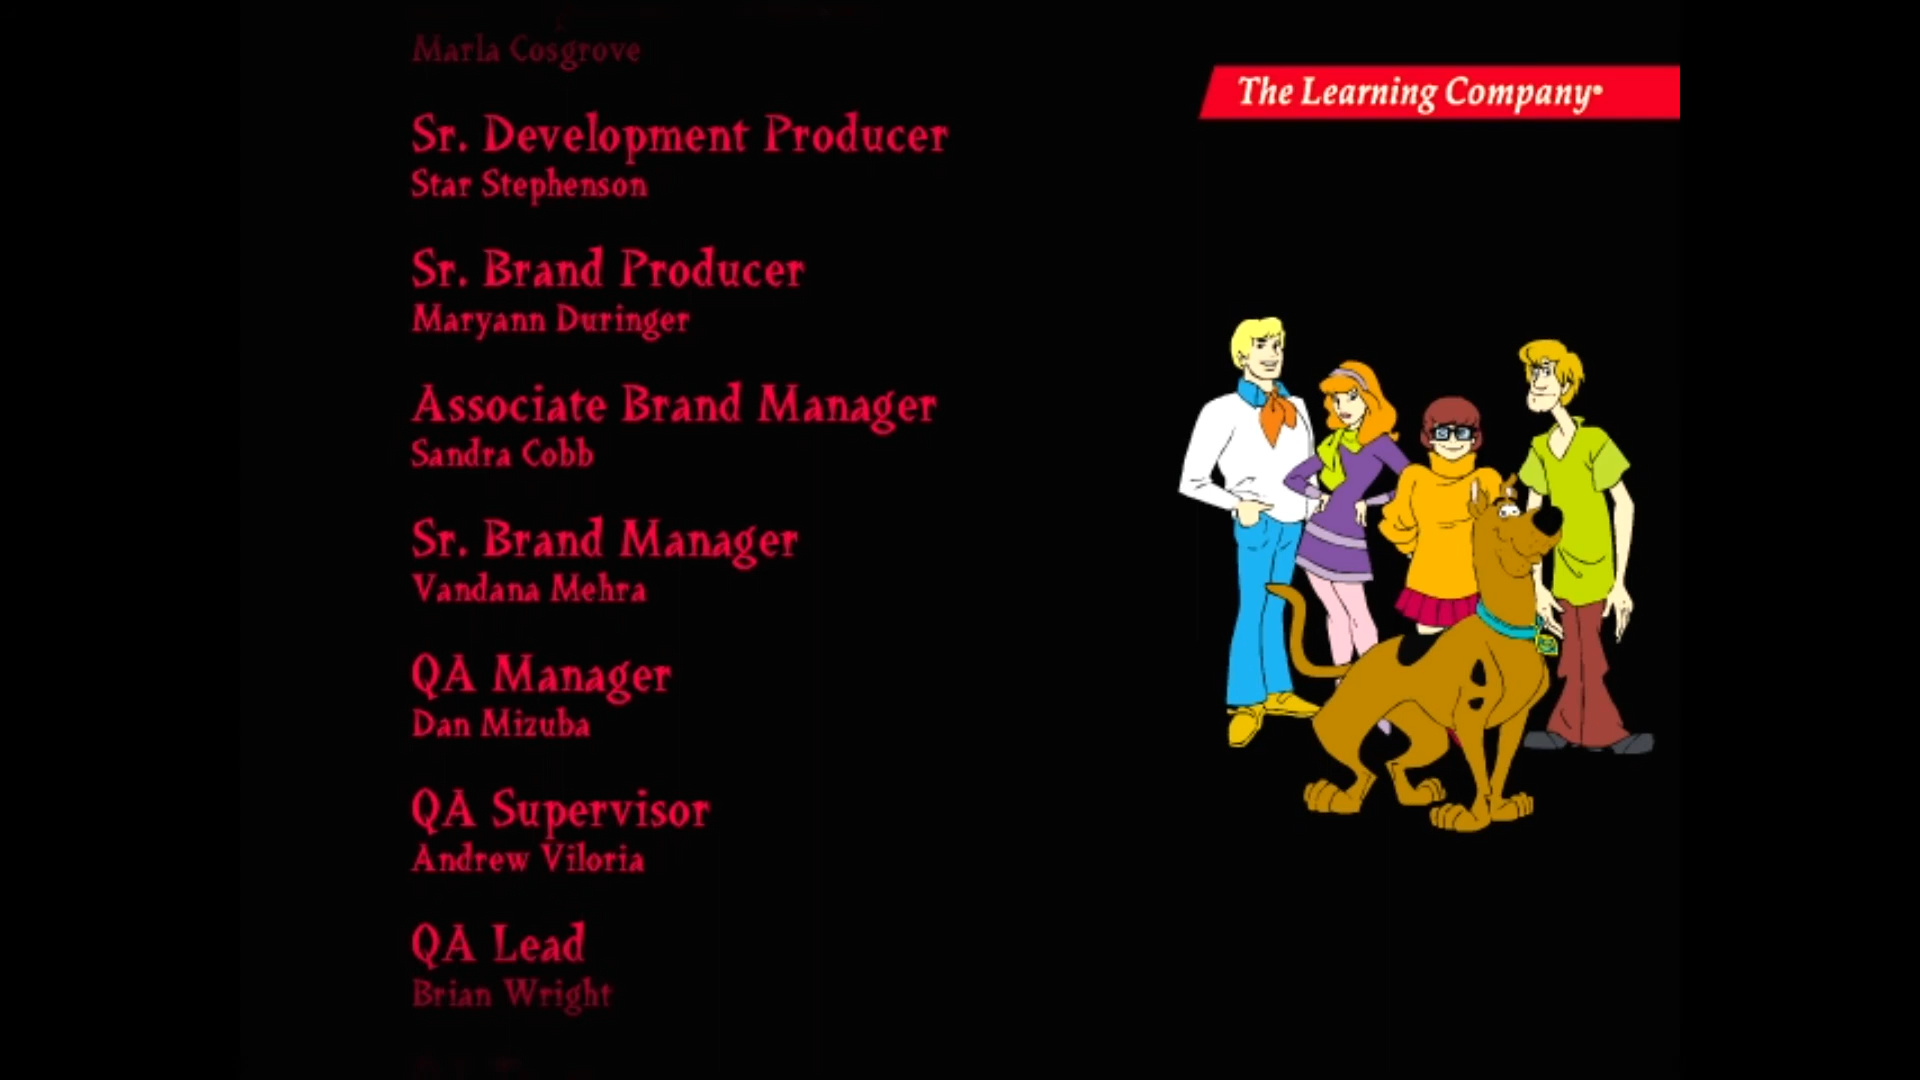 Marla Cosgrove
Sr. Development Producer
Star Stephenson
Sr. Brand Producer
Maryann Duringer
Associate Brand Manager
Sandra Cobb
Sr. Brand Manager
Vandana Mehra
QA Manager
Dan Mizuba
QA Supervisor
Andrew Viloria
QA Lead
Brian Wright
The Learning Company®